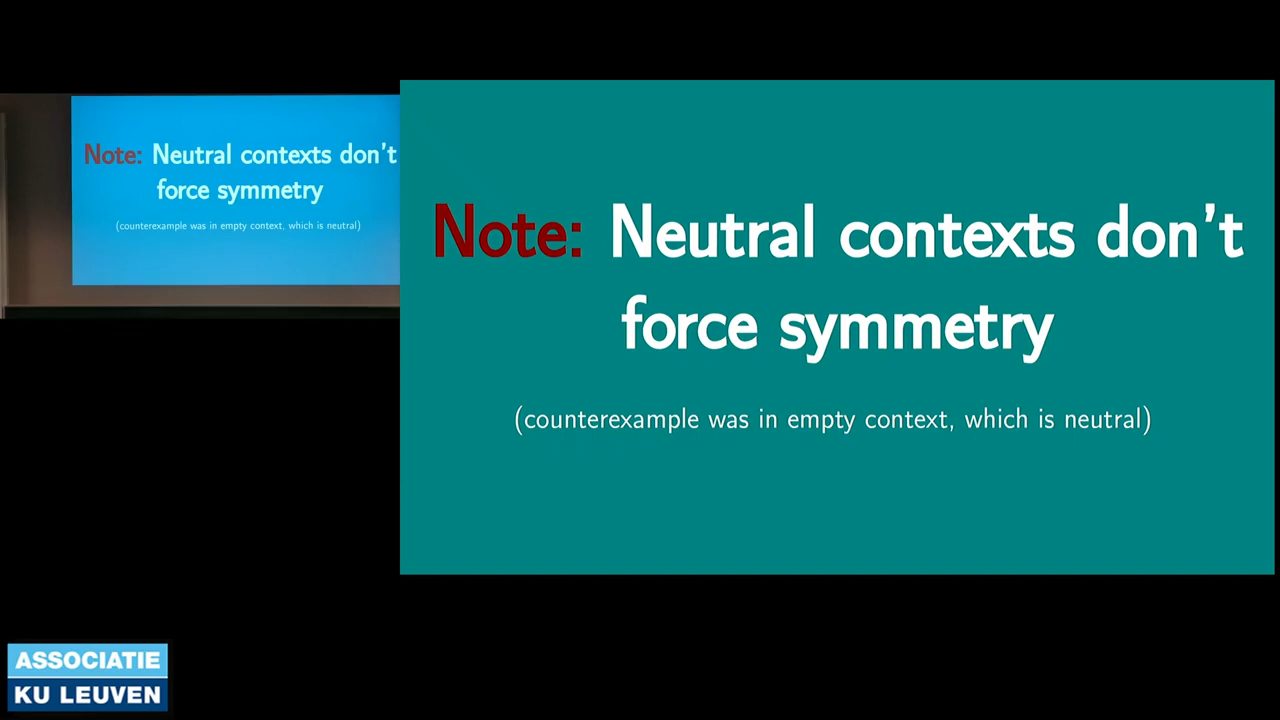 Note: Neutral contexts don't
force symmetry
(counterexample was in empty context, which is neutral)
Note: Neutral contexts don't
force symmetry
(counterexample was in empty context, which is neutral)
ASSOCIATIE
KU LEUVEN